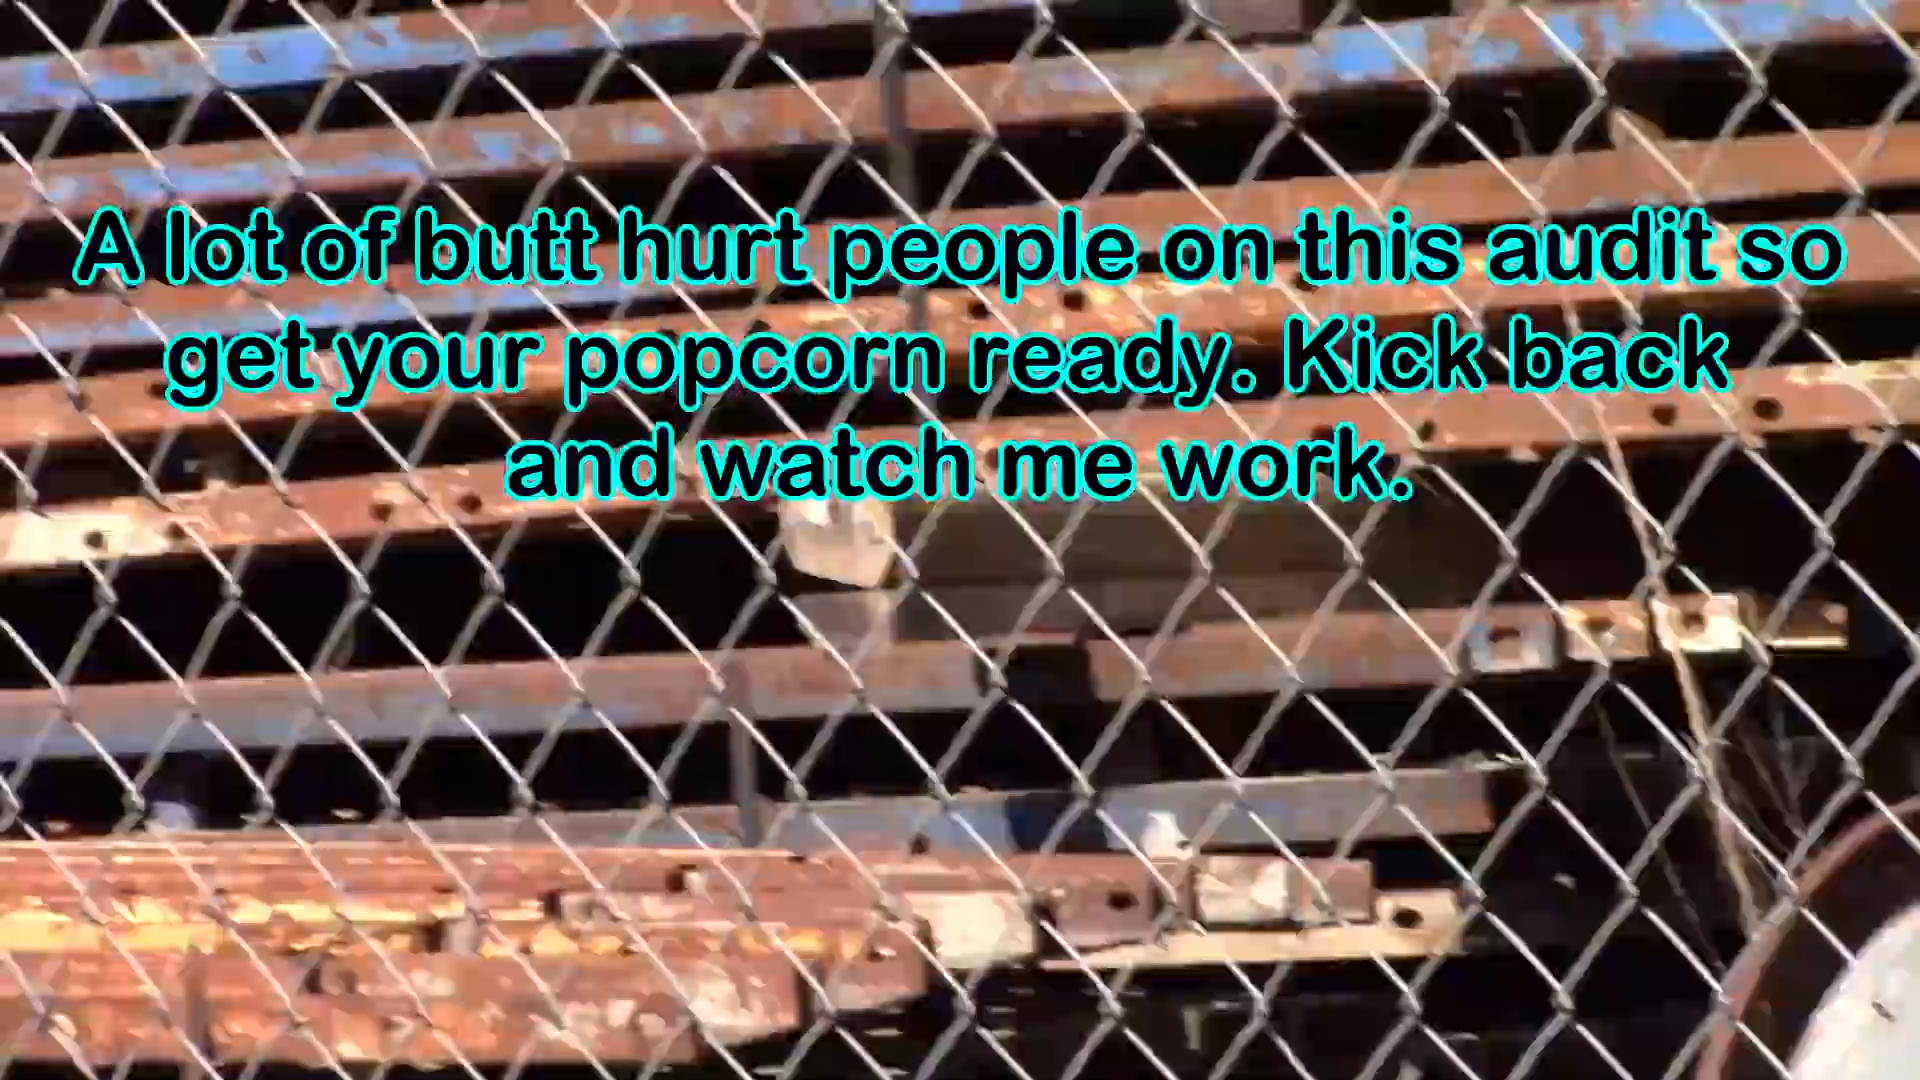 A lot of butt hurt people on this audit so
get your popcorn ready. Kick back
and watch me work.